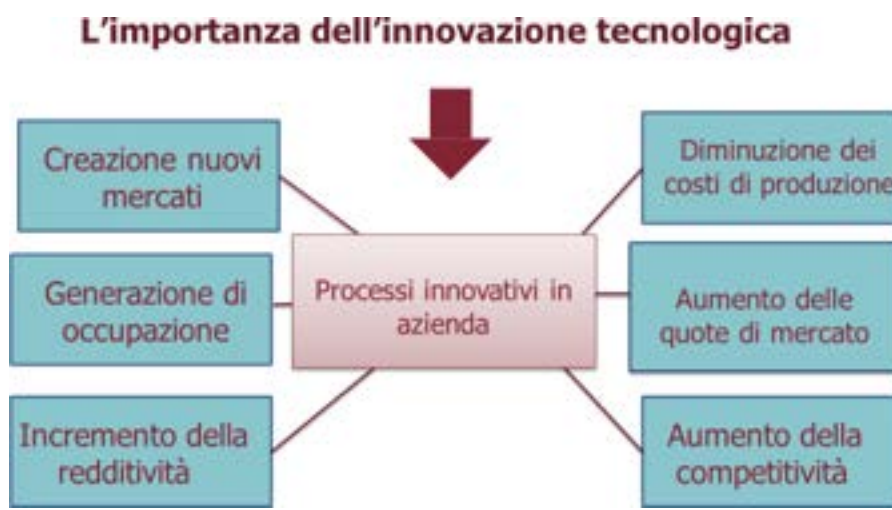 L'importanza dell'innovazione tecnologica
Creazione nuovi
mercati
Generazione di
occupazione
Incremento della
redditività
Processi innovativi in
azienda
Diminuzione dei
costi di produzione
Aumento delle
quote di mercato
Aumento della
competitività